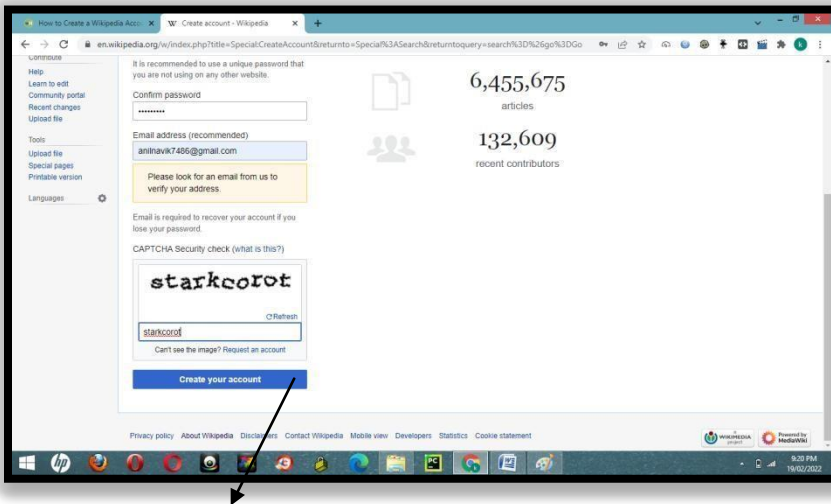 How to Create a Wikipedia Acco
Create account - Wikipedia
en.wikipedia.org/w/index.php?title=Special:CreateAccount&returnto=Special%3ASearch&returntoquery=search%3D%26go%3DGo
Contribute
Help
Learn to edit
Community portal
Recent changes
Upload file
Tools
Upload file
Special pages
Printable version
Languages
It is recommended to use a unique password that
you are not using on any other website.
Confirm password
•••••••••
Email address (recommended)
anilnavik7486@gmail.com
Please look for an email from us to
verify your address.
Email is required to recover your account if you
lose your password.
CAPTCHA Security check (what is this?)
starkcorot
Refresh
starkcorot
Can't see the image? Request an account
Create your account
6,455,675
articles
132,609
recent contributors
Privacy policy About Wikipedia Disclaimers Contact Wikipedia Mobile view Developers Statistics Cookie statement
A
WIKIMEDIA
project
Powered by
MediaWiki
9:20 PM
19/02/2022